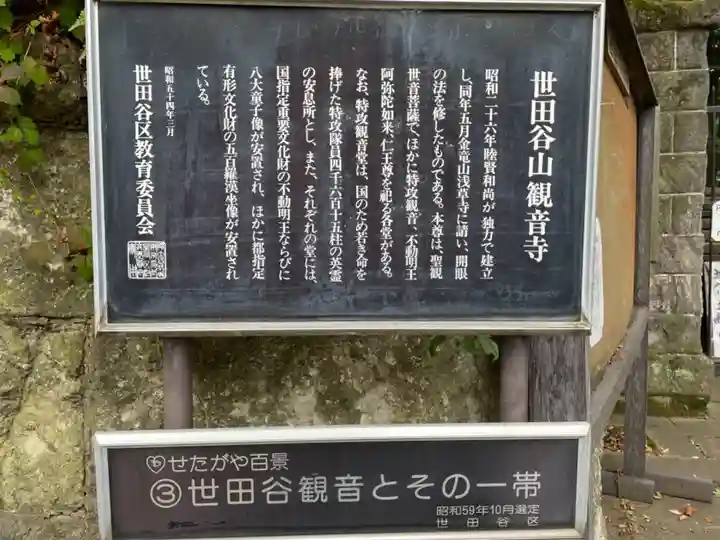 世田谷山観音寺
昭和二十六年睦賢和尚が独力で建立
し、同年五月金竜山浅草寺に請い、開眼
の法を修したものである。本尊は、聖観
世音菩薩で、ほかに特攻観音、不動明王
阿弥陀如来、仁王尊を祀る各堂がある。
なお、特攻観音堂は、国のため若き命を
捧げた特攻隊員四千六百十五柱の英霊
の安息所とし、また、それぞれの堂には、
国指定重要文化財の不動明王ならびに
八大童子像が安置され、ほかに都指定
有形文化財の五百羅漢坐像が安置され
ている。
昭和五十四年三月
世田谷区教育委員会
せたがや百景
③世田谷観音とその一帯
昭和59年10月選定
世田谷区